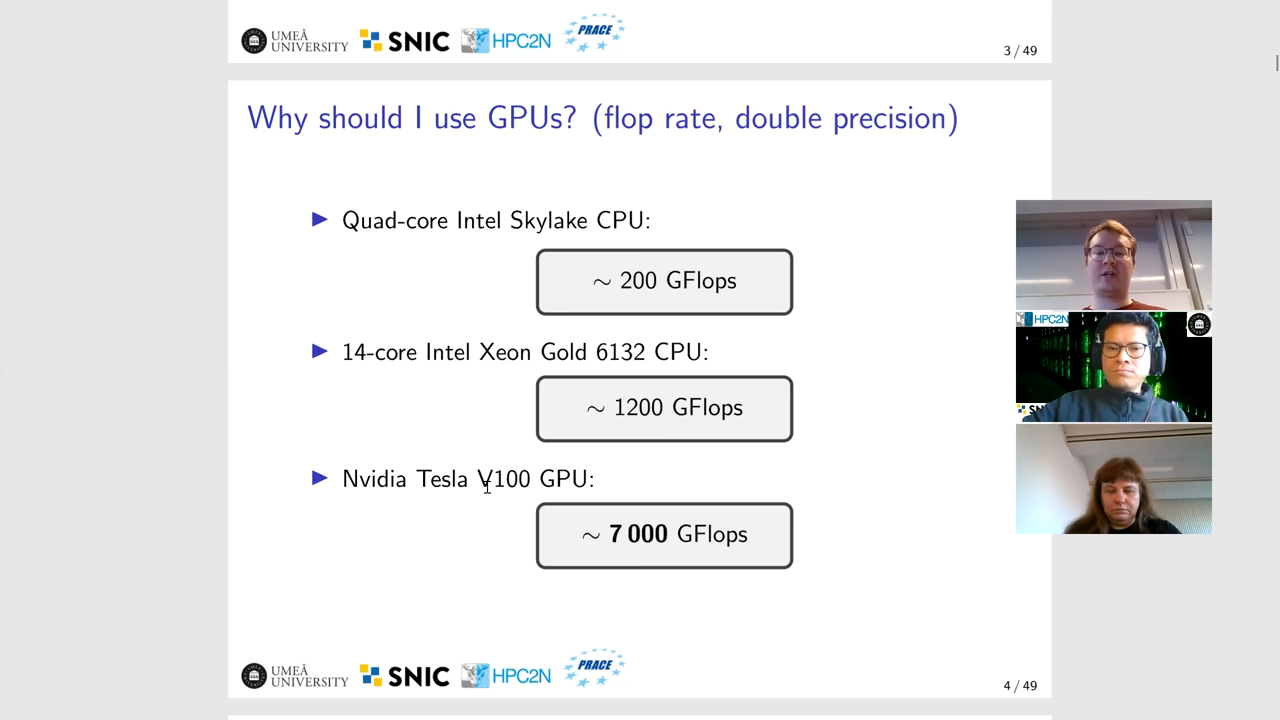 UMEÅ
UNIVERSITY
SNIC
HPC2N
PRACE
3 / 49
Why should I use GPUs? (flop rate, double precision)
▶ Quad-core Intel Skylake CPU:
∼ 200 GFlops
▶ 14-core Intel Xeon Gold 6132 CPU:
∼ 1200 GFlops
▶ Nvidia Tesla V100 GPU:
∼ 7 000 GFlops
HPC2N
SN
UMEÅ
UNIVERSITY
SNIC
HPC2N
PRACE
4 / 49